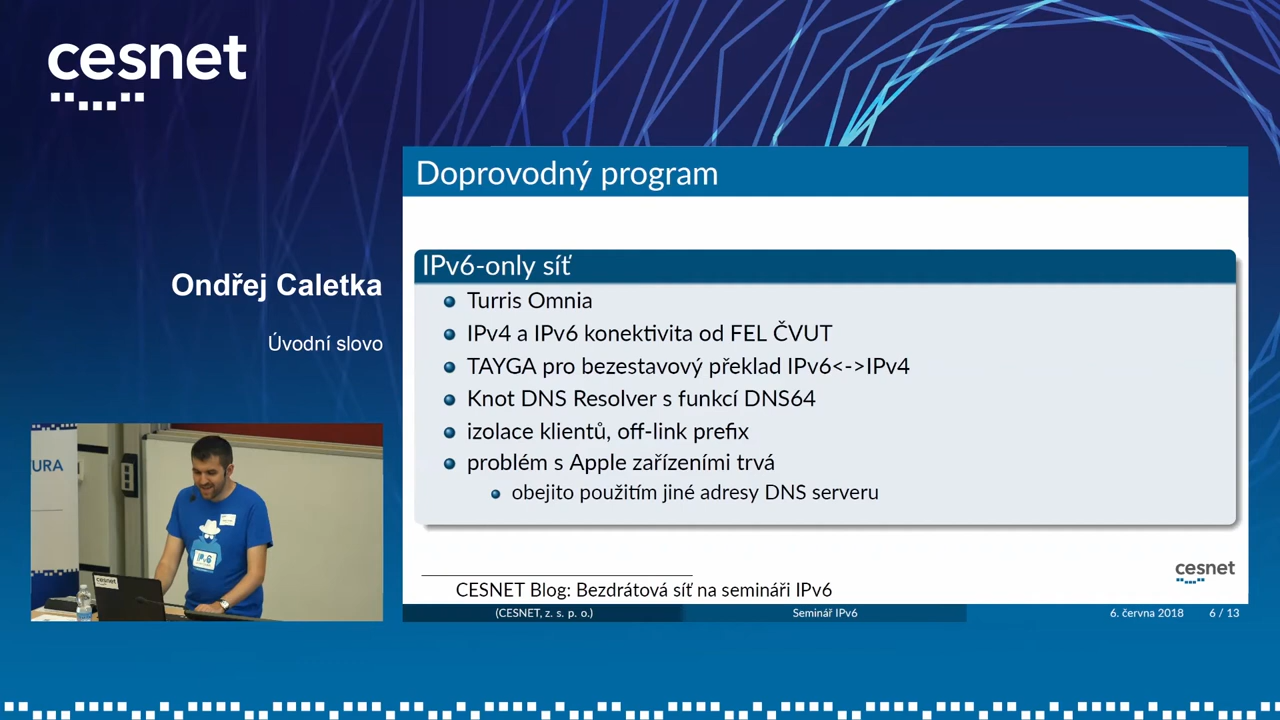 cesnet
Doprovodný program
IPv6-only síť
Ondřej Caletka
Úvodní slovo
Turris Omnia
IPv4 a IPv6 konektivita od FEL ČVUT
TAYGA pro bezestavový překlad IPv6<->IPv4
Knot DNS Resolver s funkcí DNS64
izolace klientů, off-link prefix
problém s Apple zařízeními trvá
obejito použitím jiné adresy DNS serveru
URA
IPv6
cesnet
cesnet
CESNET Blog: Bezdrátová síť na semináři IPv6
(CESNET, z. s. p. o.) Seminář IPv6 6. června 2018 6 / 13